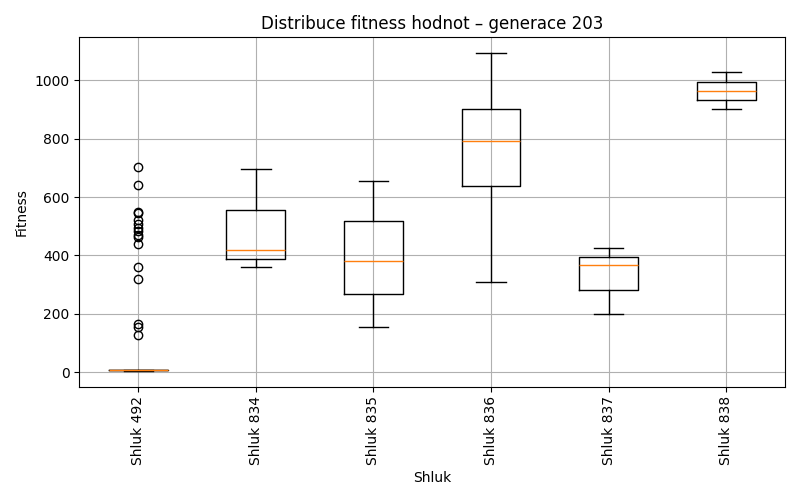 Distribuce fitness hodnot – generace 203
Fitness
1000
800
600
400
200
0
Shluk 492
Shluk 834
Shluk 835
Shluk 836
Shluk 837
Shluk 838
Shluk